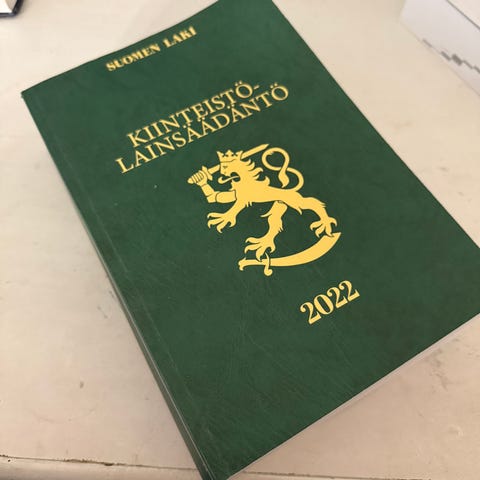 SUOMEN LAKI
KIINTEISTÖ-
LAINSÄÄDÄNTÖ
2022